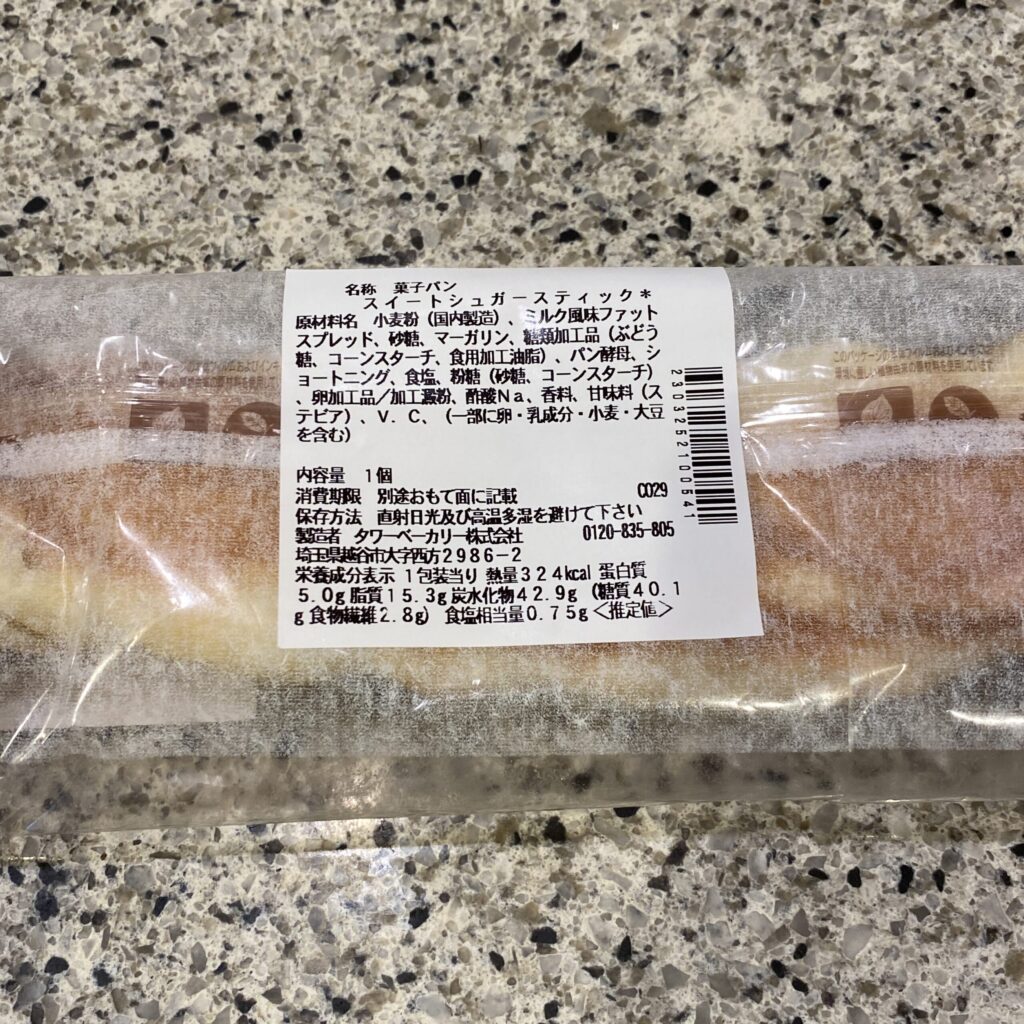 名称 菓子パン
スイートシュガースティック*
原材料名 小麦粉（国内製造）、ミルク風味ファット
スプレッド、砂糖、マーガリン、糖類加工品（ぶどう
糖、コーンスターチ、食用加工油脂）、パン酵母、シ
ョートニング、食塩、粉糖（砂糖、コーンスターチ）
、卵加工品／加工澱粉、酢酸Ｎａ、香料、甘味料（ス
テビア）、Ｖ．Ｃ、（一部に卵・乳成分・小麦・大豆
を含む）
内容量 1個
消費期限 別途おもて面に記載 C029
保存方法 直射日光及び高温多湿を避けて下さい
製造者 タワーベーカリー株式会社 0120-835-805
埼玉県越谷市大字西方２９８６－２
栄養成分表示 1包装当り 熱量３２４kcal 蛋白質
５.０g 脂質１５.３g 炭水化物４２.９g（糖質４０.１
g 食物繊維２.８g） 食塩相当量０.７５g＜推定値＞
2303252100541